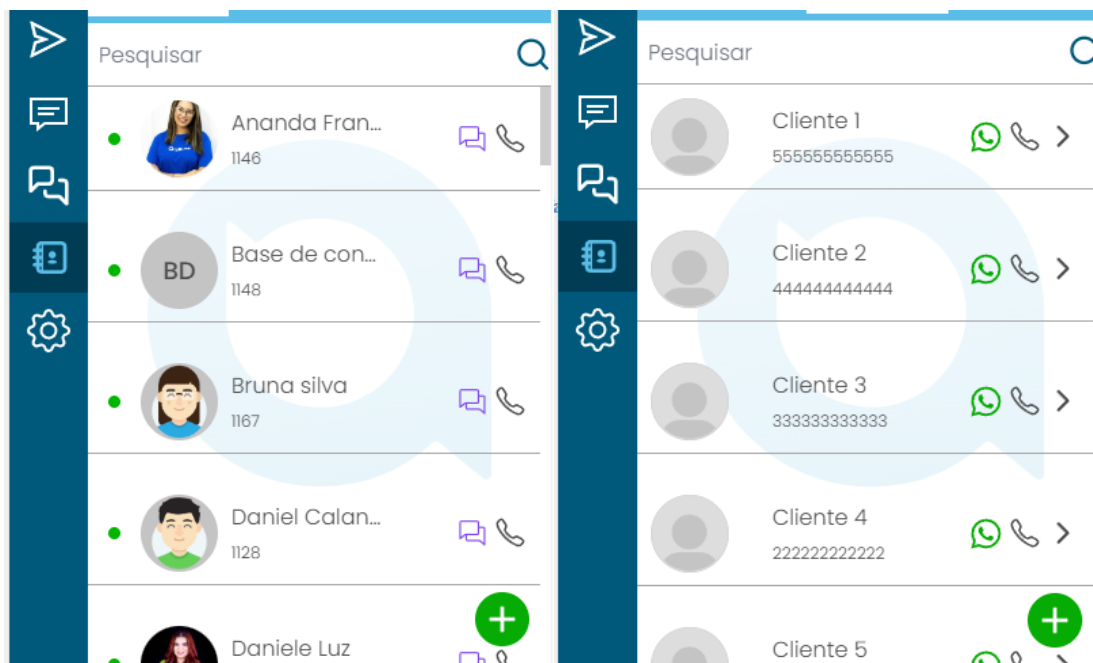 Pesquisar
Ananda Fran...
1146
BD
Base de con...
1148
Bruna silva
1167
Daniel Calan...
1128
Daniele Luz
Pesquisar
Cliente 1
555555555555
Cliente 2
444444444444
Cliente 3
333333333333
Cliente 4
222222222222
Cliente 5